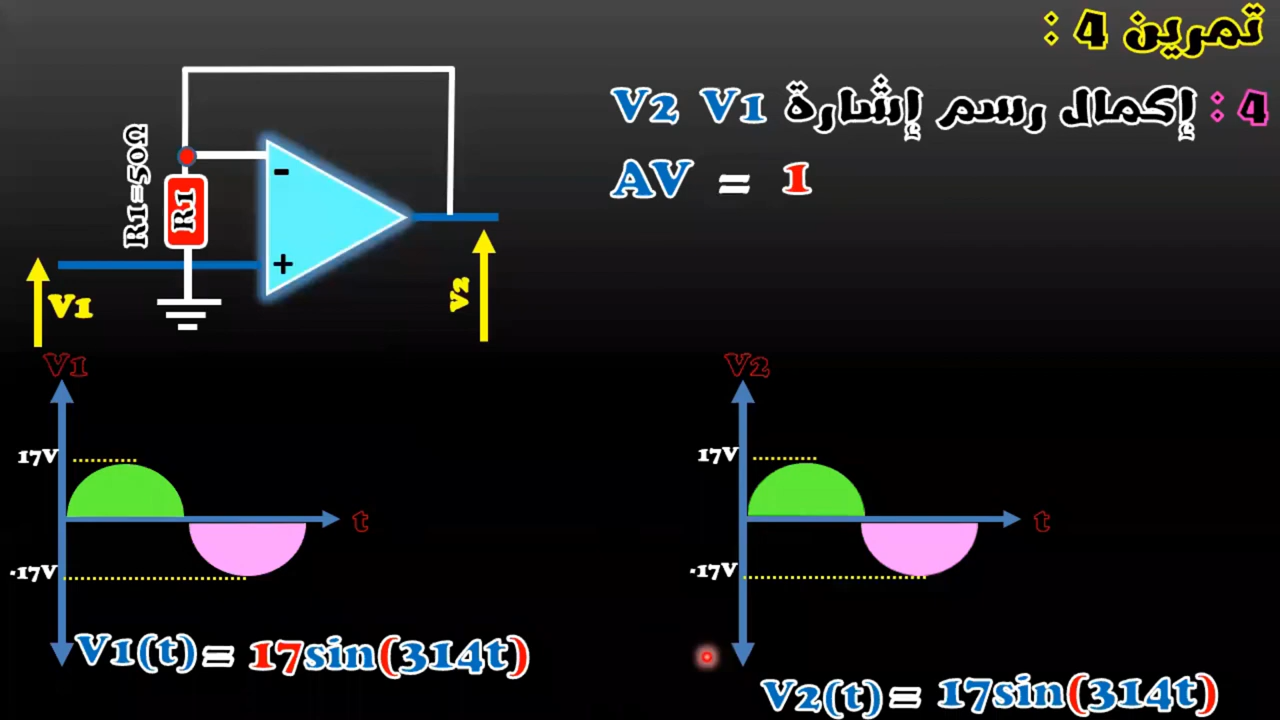 تمرين 4 :
4 : إكمال رسم إشارة V1 V2
AV = 1
R1=50Ω
R1
-
+
V1
V2
V1
17V
-17V
t
V1(t)= 17sin(314t)
V2
17V
-17V
t
V2(t)= 17sin(314t)